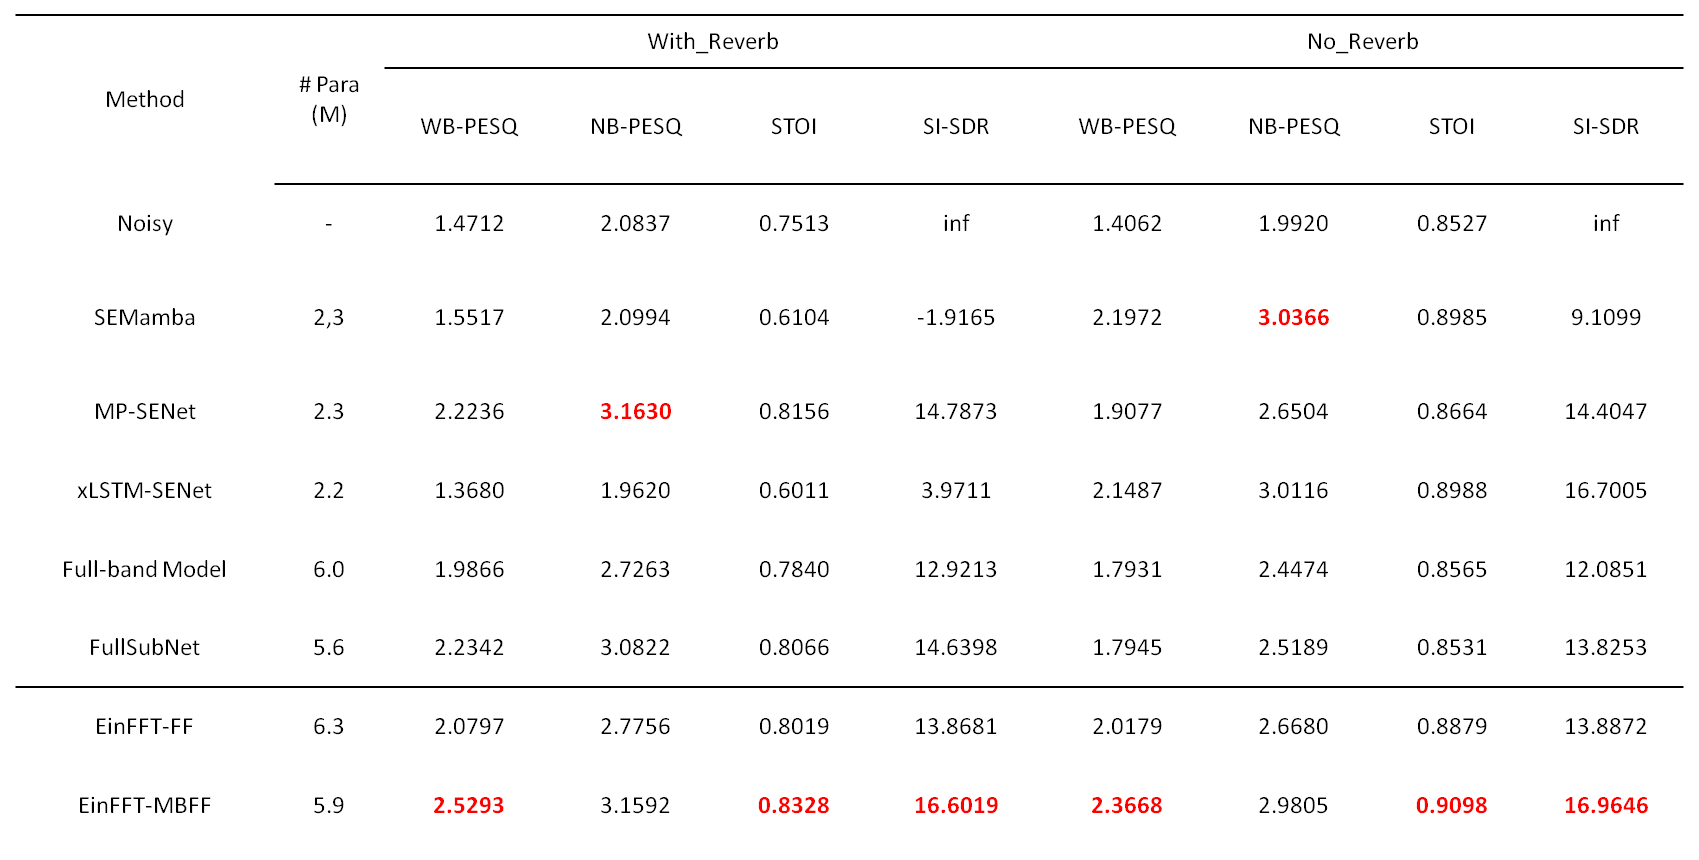 With_Reverb No_Reverb
Method # Para (M) WB-PESQ NB-PESQ STOI SI-SDR WB-PESQ NB-PESQ STOI SI-SDR
Noisy - 1.4712 2.0837 0.7513 inf 1.4062 1.9920 0.8527 inf
SEMamba 2,3 1.5517 2.0994 0.6104 -1.9165 2.1972 3.0366 0.8985 9.1099
MP-SENet 2.3 2.2236 3.1630 0.8156 14.7873 1.9077 2.6504 0.8664 14.4047
xLSTM-SENet 2.2 1.3680 1.9620 0.6011 3.9711 2.1487 3.0116 0.8988 16.7005
Full-band Model 6.0 1.9866 2.7263 0.7840 12.9213 1.7931 2.4474 0.8565 12.0851
FullSubNet 5.6 2.2342 3.0822 0.8066 14.6398 1.7945 2.5189 0.8531 13.8253
EinFFT-FF 6.3 2.0797 2.7756 0.8019 13.8681 2.0179 2.6680 0.8879 13.8872
EinFFT-MBFF 5.9 2.5293 3.1592 0.8328 16.6019 2.3668 2.9805 0.9098 16.9646